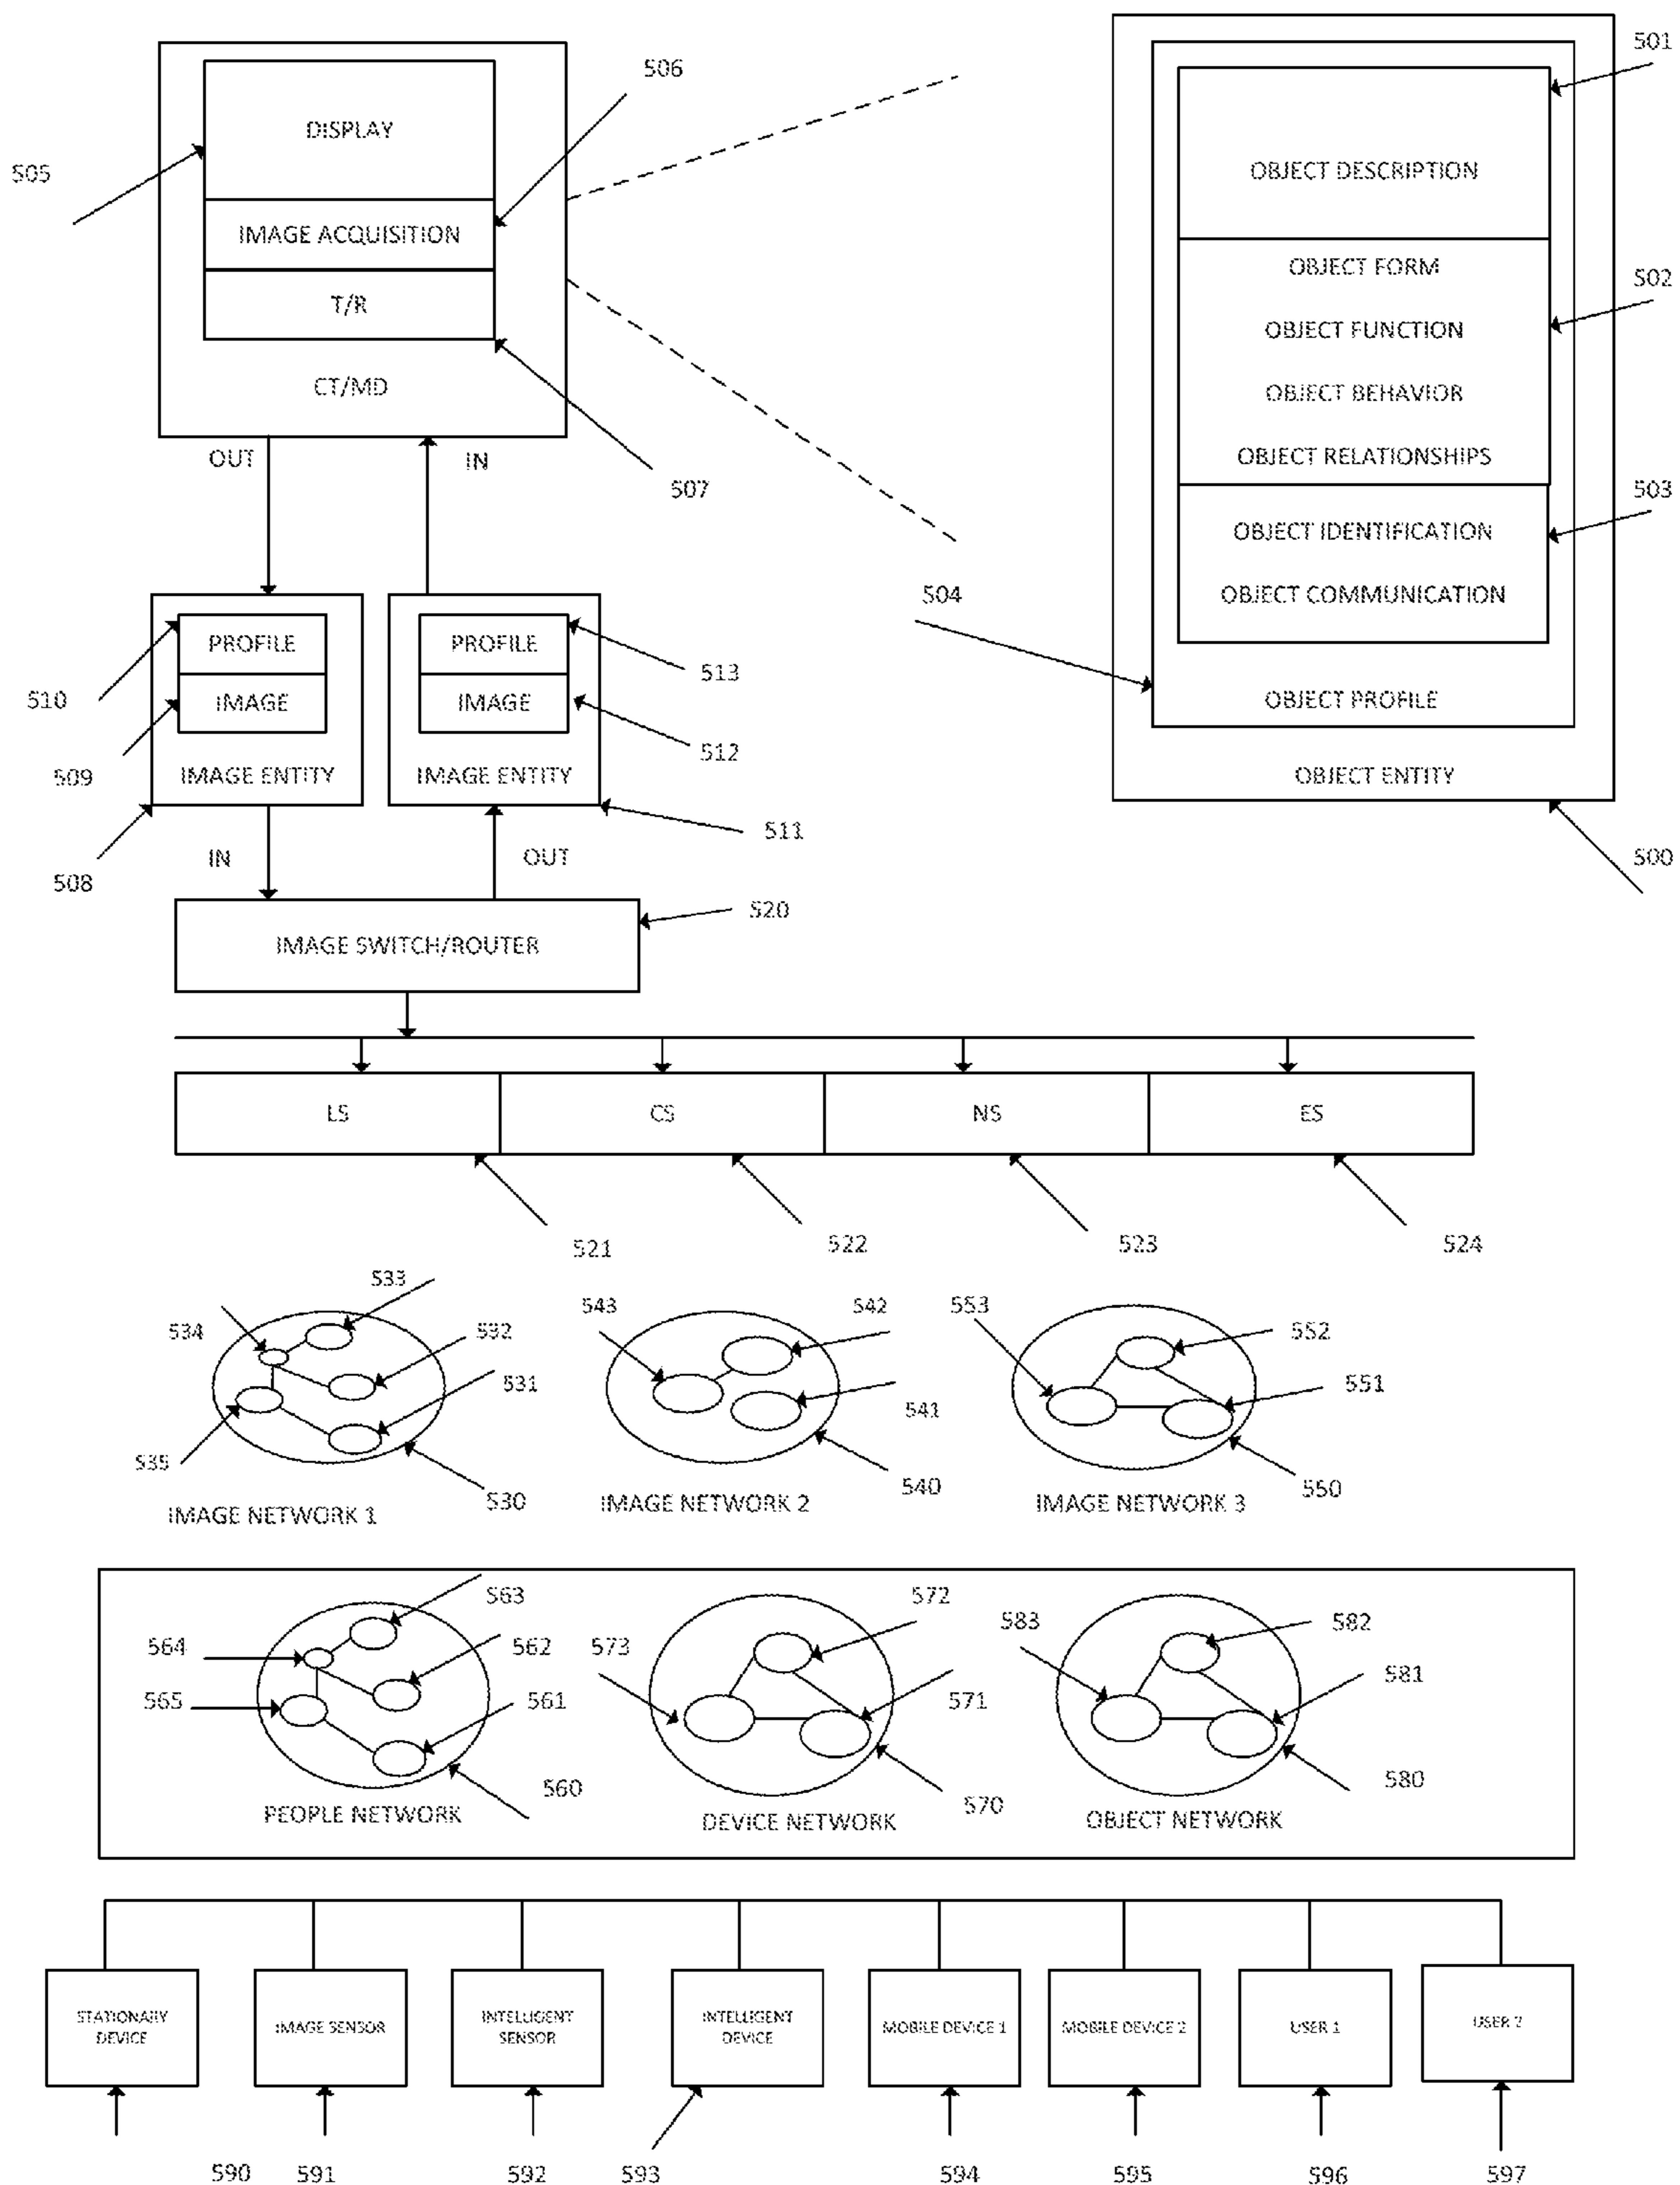 501
506
DISPLAY
505
OBJECT DESCRIPTION
IMAGE ACQUISITION
OBJECT FORM
502
T/R
OBJECT FUNCTION
CT/MD
OBJECT BEHAVIOR
OUT
IN
OBJECT RELATIONSHIPS
507
503
OBJECT IDENTIFICATION
504
OBJECT COMMUNICATION
PROFILE
PROFILE
513
510
IMAGE
IMAGE
OBJECT PROFILE
512
509
IMAGE ENTITY
IMAGE ENTITY
OBJECT ENTITY
511
IN
OUT
500
508
520
IMAGE SWITCH/ROUTER
LS
CS
NS
ES
521
522
523
524
533
543
542
553
534
532
552
531
551
541
535
530
540
550
IMAGE NETWORK 1
IMAGE NETWORK 2
IMAGE NETWORK 3
563
572
583
582
564
562
573
565
561
571
581
560
570
580
PEOPLE NETWORK
DEVICE NETWORK
OBJECT NETWORK
STATIONARY
DEVICE
IMAGE SENSOR
INTELLIGENT
SENSOR
INTELLIGENT
DEVICE
MOBILE DEVICE 1
MOBILE DEVICE 2
USER 1
USER 2
590
591
592
593
594
595
596
597